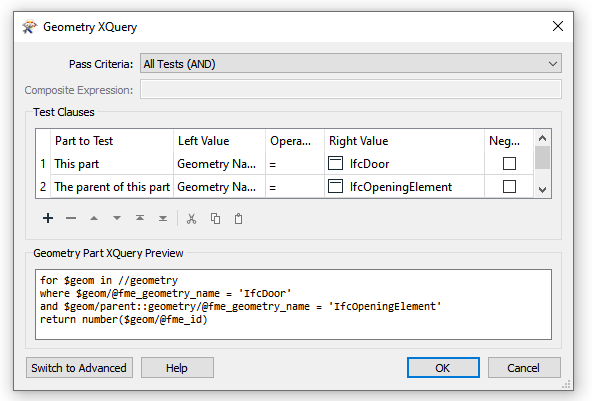 Geometry XQuery
Pass Criteria: All Tests (AND)
Composite Expression:
Test Clauses
Part to Test Left Value Opera... Right Value Neg...
1 This part Geometry Na... = IfcDoor
2 The parent of this part Geometry Na... = IfcOpeningElement
Geometry Part XQuery Preview
for $geom in //geometry
where $geom/@fme_geometry_name = 'IfcDoor'
and $geom/parent::geometry/@fme_geometry_name = 'IfcOpeningElement'
return number($geom/@fme_id)
Switch to Advanced Help OK Cancel